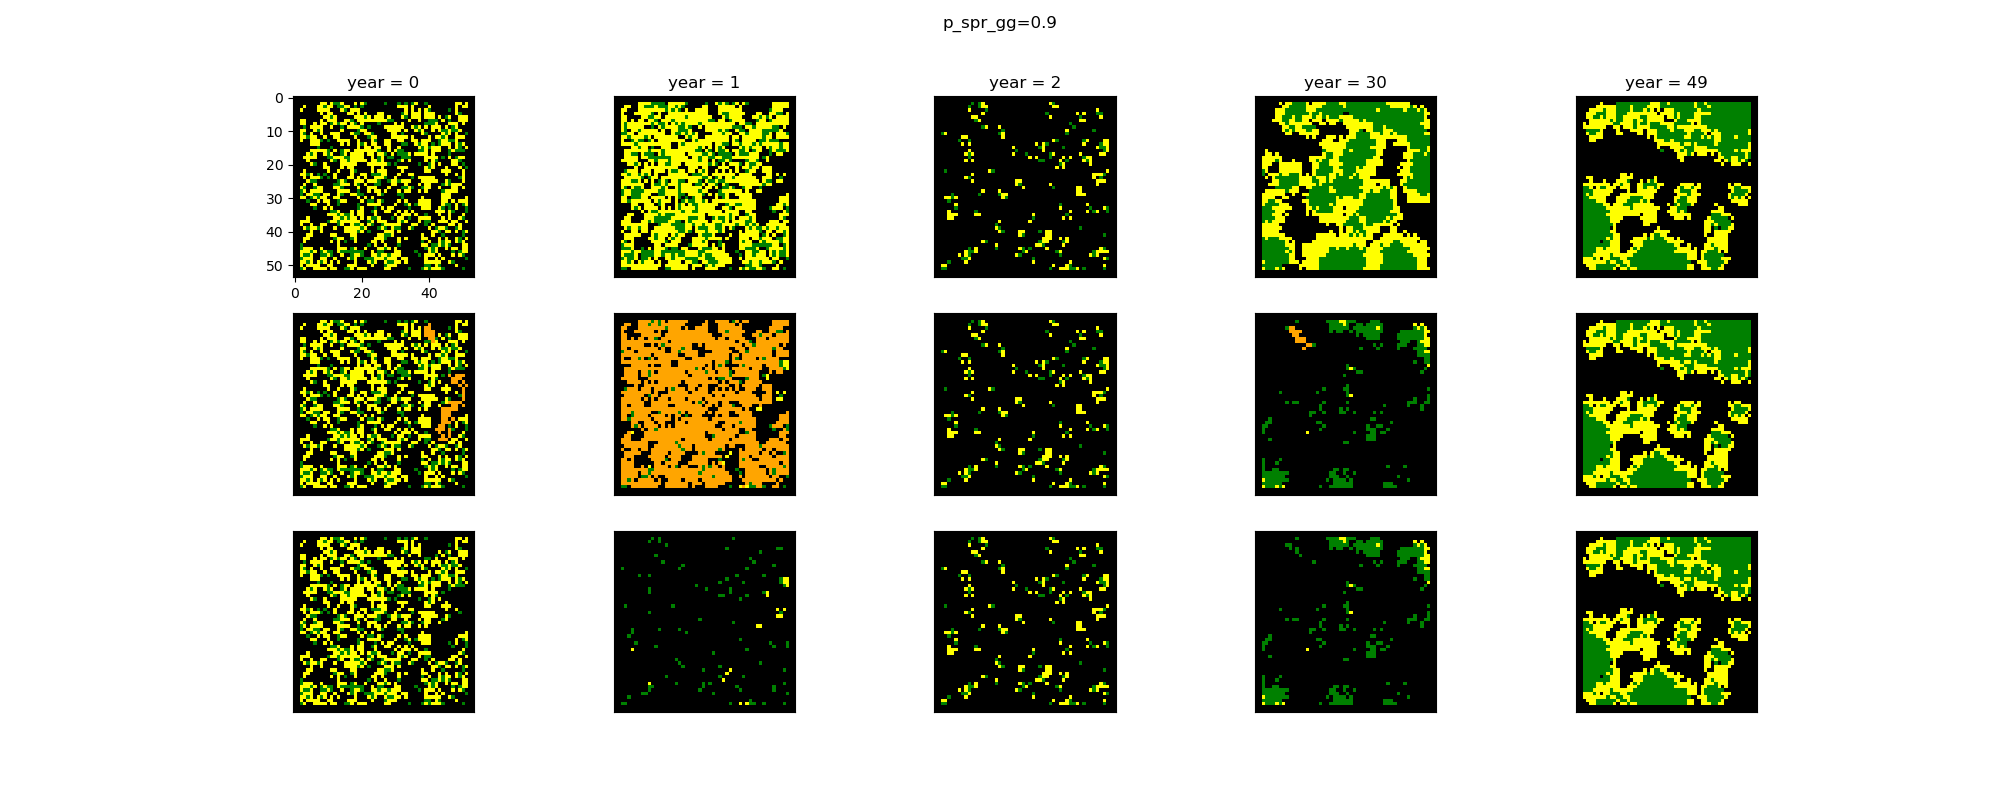 p_spr_gg=0.9
year = 0
year = 1
year = 2
year = 30
year = 49
0
10
20
30
40
50
0
20
40